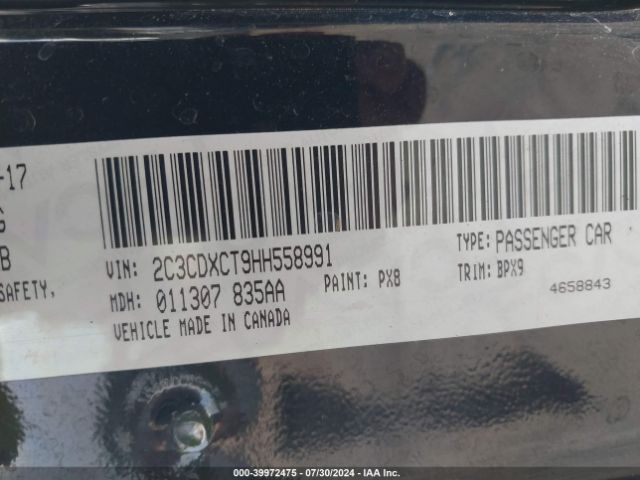 -17
B
SAFETY.
VIN: 2C3CDXCT9HH558991
TYPE: PASSENGER CAR
MDH: 011307 835AA
PAINT: PX8
TRIM: BPX9
VEHICLE MADE IN CANADA
4658843
000-39972475 - 07/30/2024 - IAA Inc.